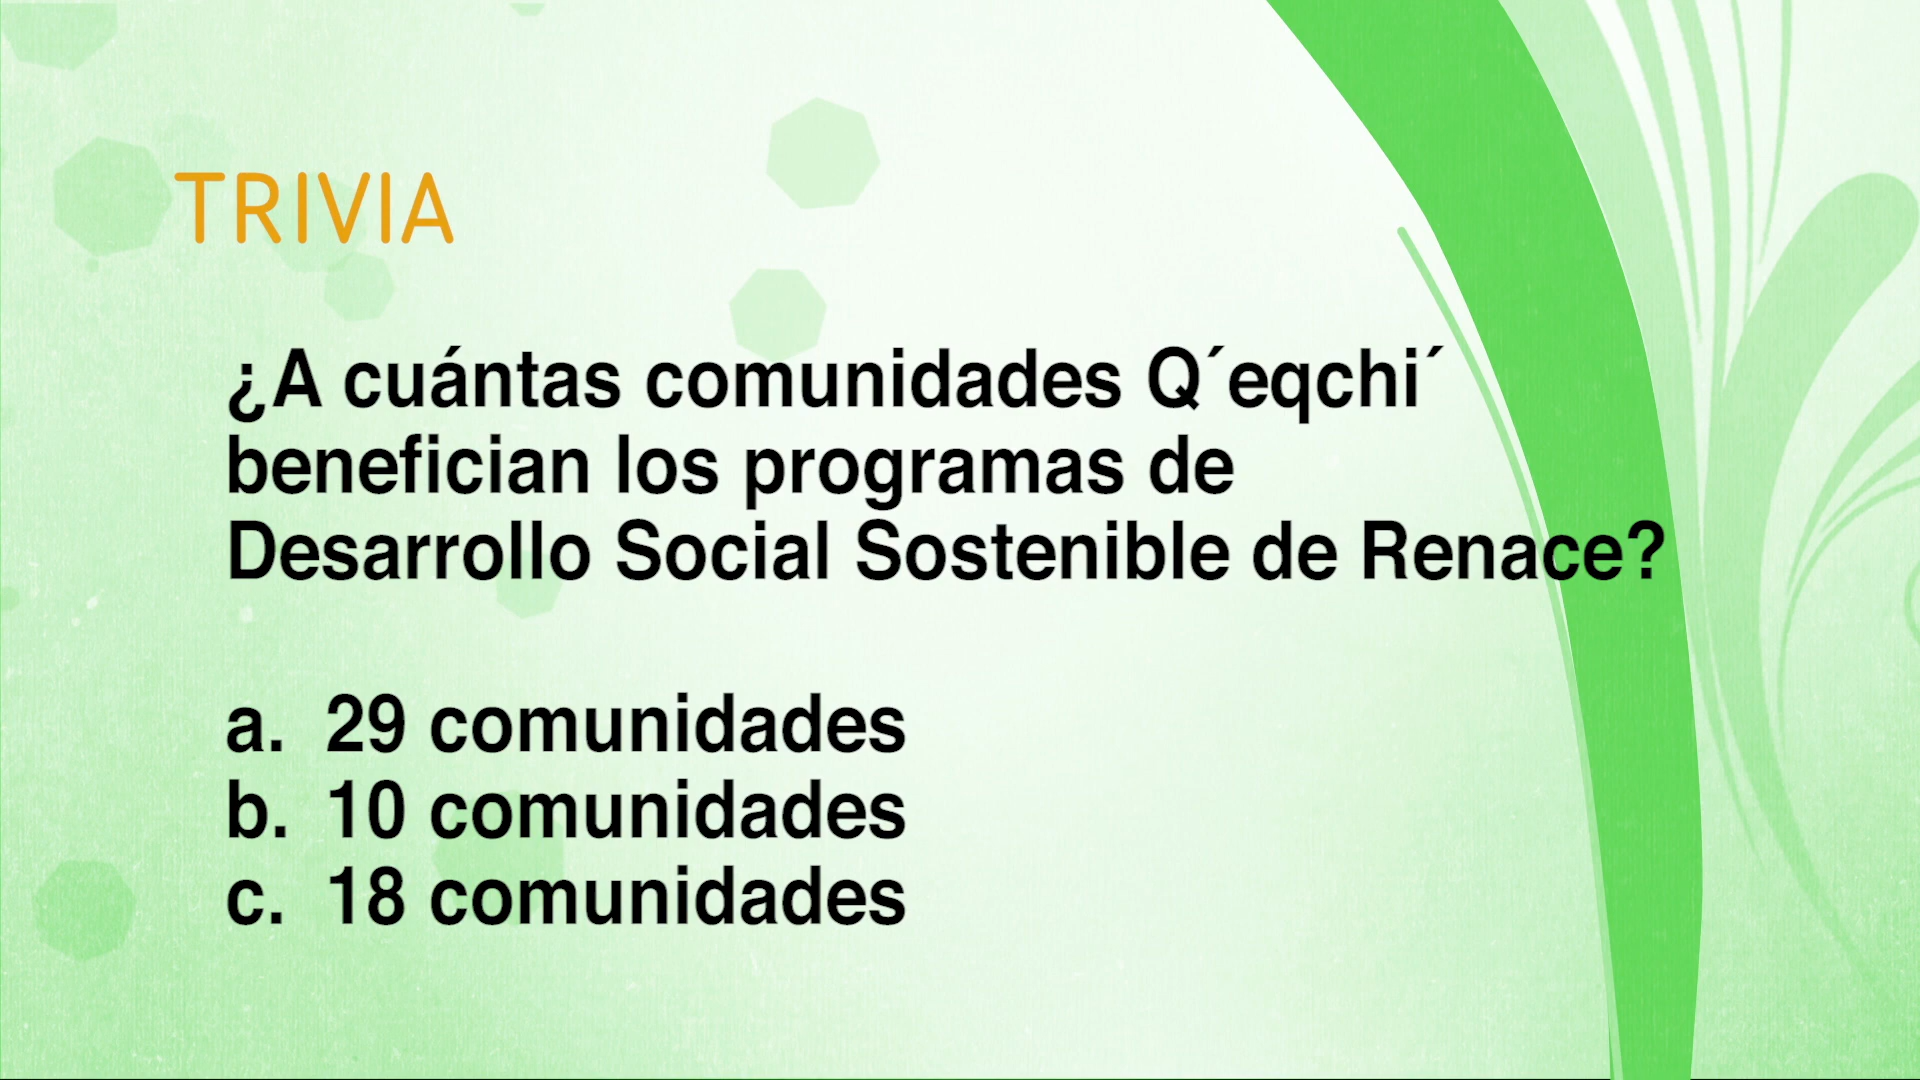 TRIVIA
¿A cuántas comunidades Q´eqchi´
benefician los programas de
Desarrollo Social Sostenible de Renace?
a. 29 comunidades
b. 10 comunidades
c. 18 comunidades